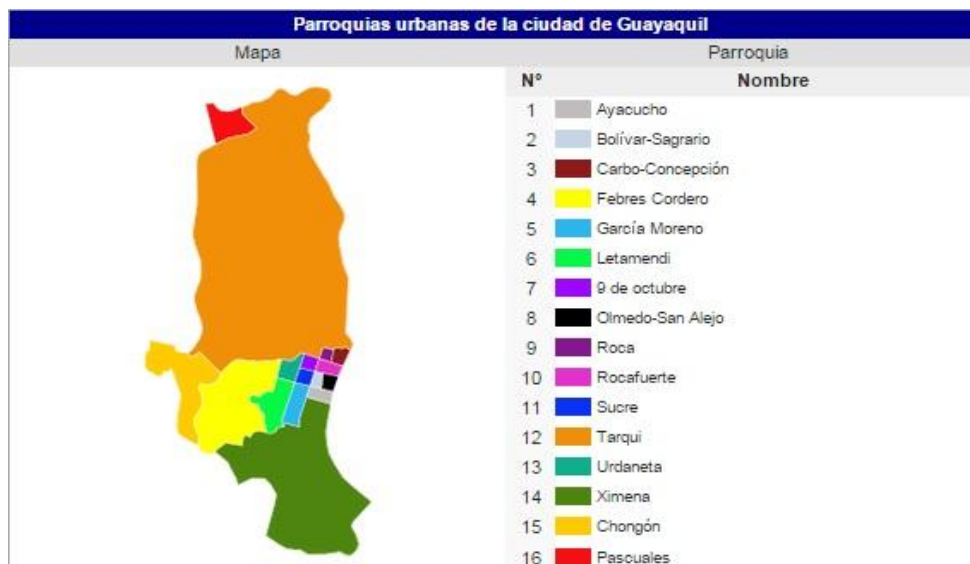 Parroquias urbanas de la ciudad de Guayaquil
Mapa Parroquia
Nº Nombre
1 Ayacucho
2 Bolívar-Sagrario
3 Carbo-Concepción
4 Febres Cordero
5 García Moreno
6 Letamendi
7 9 de octubre
8 Olmedo-San Alejo
9 Roca
10 Rocafuerte
11 Sucre
12 Tarqui
13 Urdaneta
14 Ximena
15 Chongón
16 Pascuales